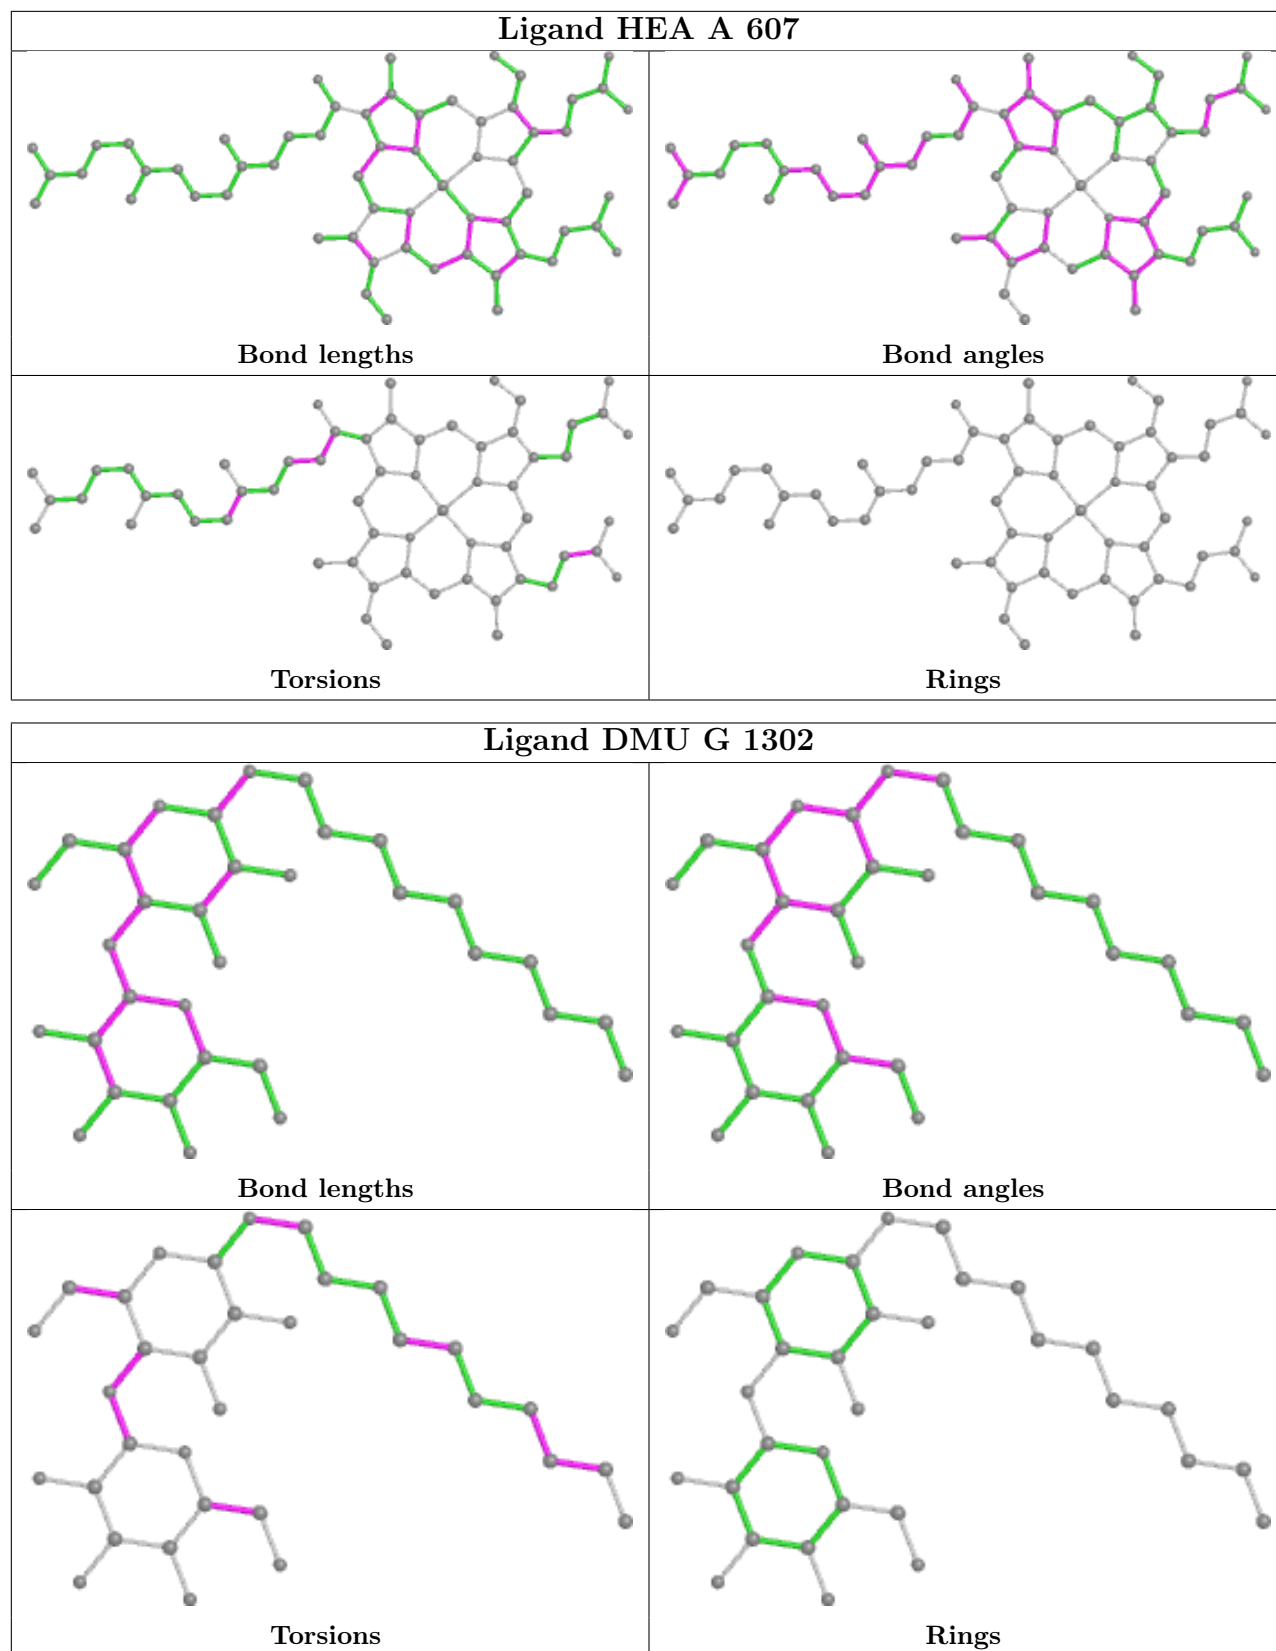 Ligand HEA A 607
Bond lengths
Bond angles
Torsions
Rings
Ligand DMU G 1302
Bond lengths
Bond angles
Torsions
Rings